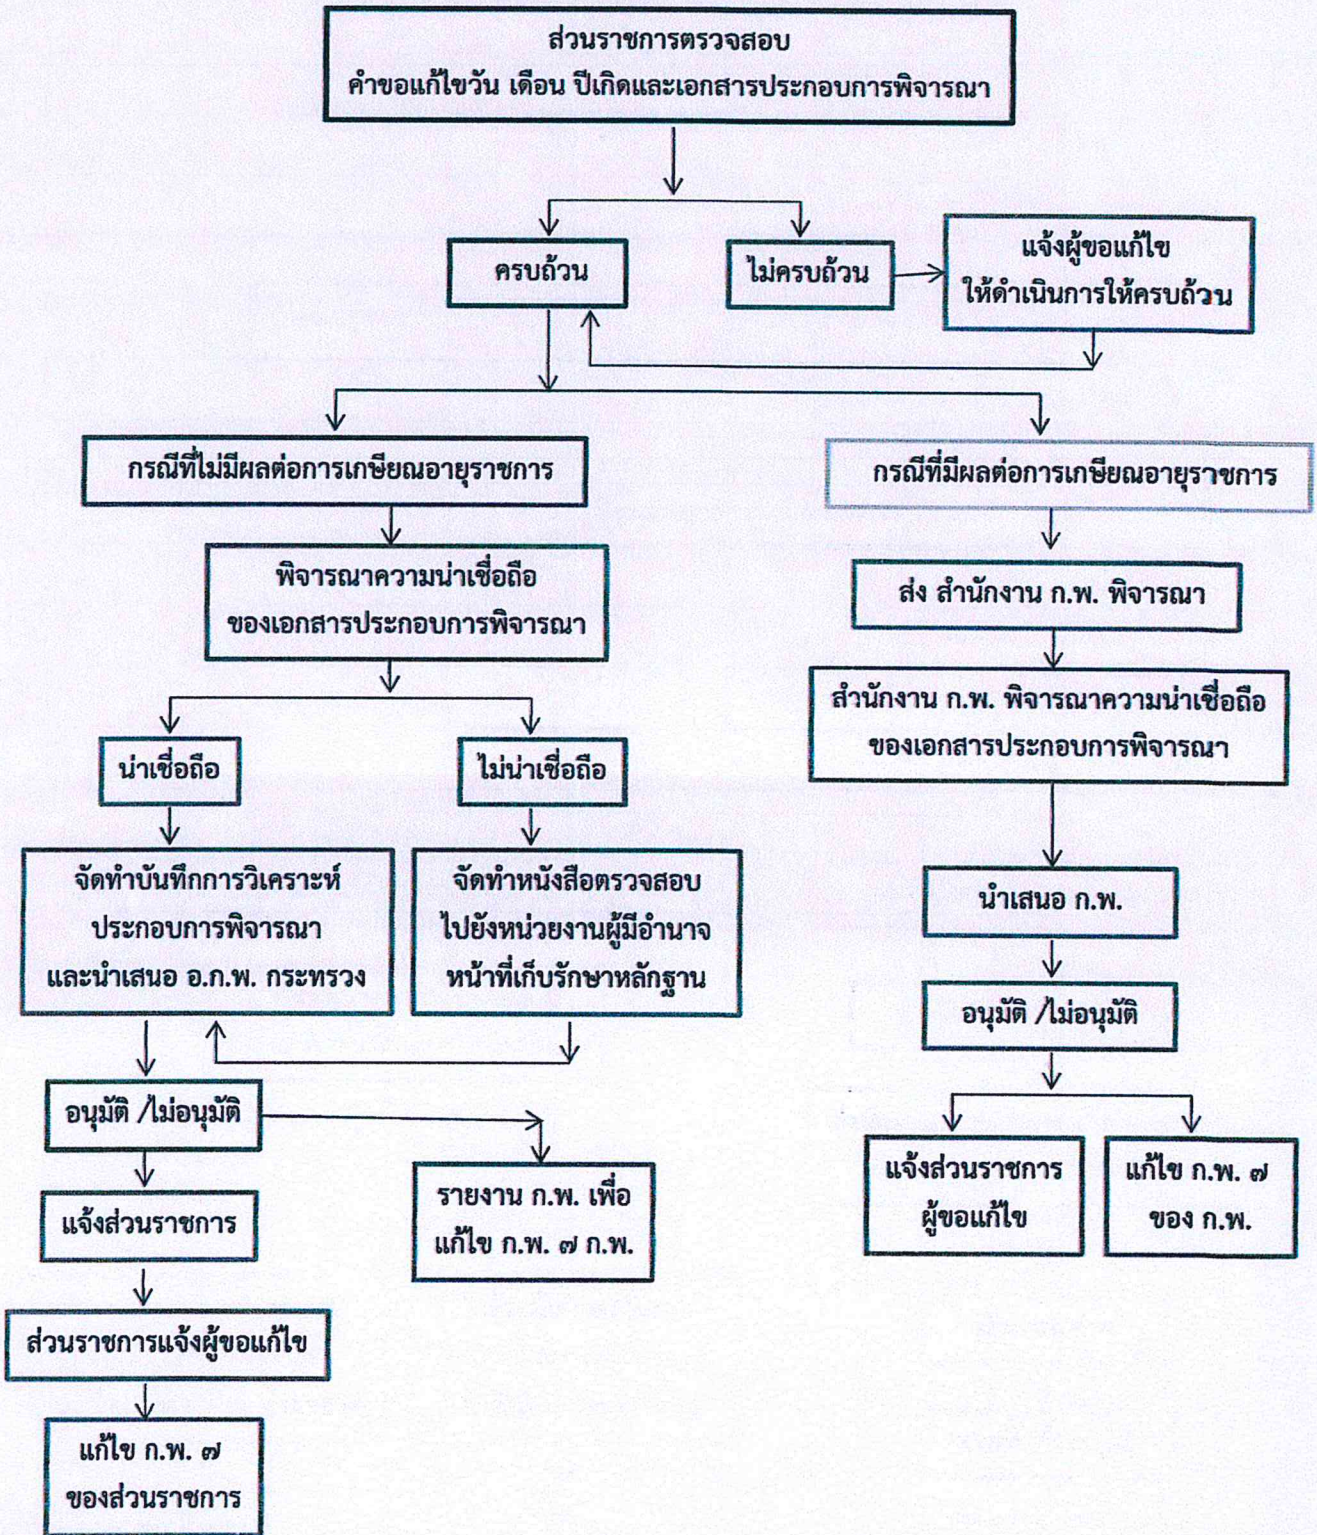 ส่วนราชการตรวจสอบ
คำขอแก้ไขวัน เดือน ปีเกิดและเอกสารประกอบการพิจารณา
ครบถ้วน
ไม่ครบถ้วน
แจ้งผู้ขอแก้ไข
ให้ดำเนินการให้ครบถ้วน
กรณีที่ไม่มีผลต่อการเกษียณอายุราชการ
กรณีที่มีผลต่อการเกษียณอายุราชการ
พิจารณาความน่าเชื่อถือ
ของเอกสารประกอบการพิจารณา
ส่ง สำนักงาน ก.พ. พิจารณา
สำนักงาน ก.พ. พิจารณาความน่าเชื่อถือ
ของเอกสารประกอบการพิจารณา
น่าเชื่อถือ
ไม่น่าเชื่อถือ
จัดทำบันทึกการวิเคราะห์
ประกอบการพิจารณา
และนำเสนอ อ.ก.พ. กระทรวง
จัดทำหนังสือตรวจสอบ
ไปยังหน่วยงานผู้มีอำนาจ
หน้าที่เก็บรักษาหลักฐาน
นำเสนอ ก.พ.
อนุมัติ /ไม่อนุมัติ
อนุมัติ /ไม่อนุมัติ
แจ้งส่วนราชการ
รายงาน ก.พ. เพื่อ
แก้ไข ก.พ. ๗ ก.พ.
แจ้งส่วนราชการ
ผู้ขอแก้ไข
แก้ไข ก.พ. ๗
ของ ก.พ.
ส่วนราชการแจ้งผู้ขอแก้ไข
แก้ไข ก.พ. ๗
ของส่วนราชการ